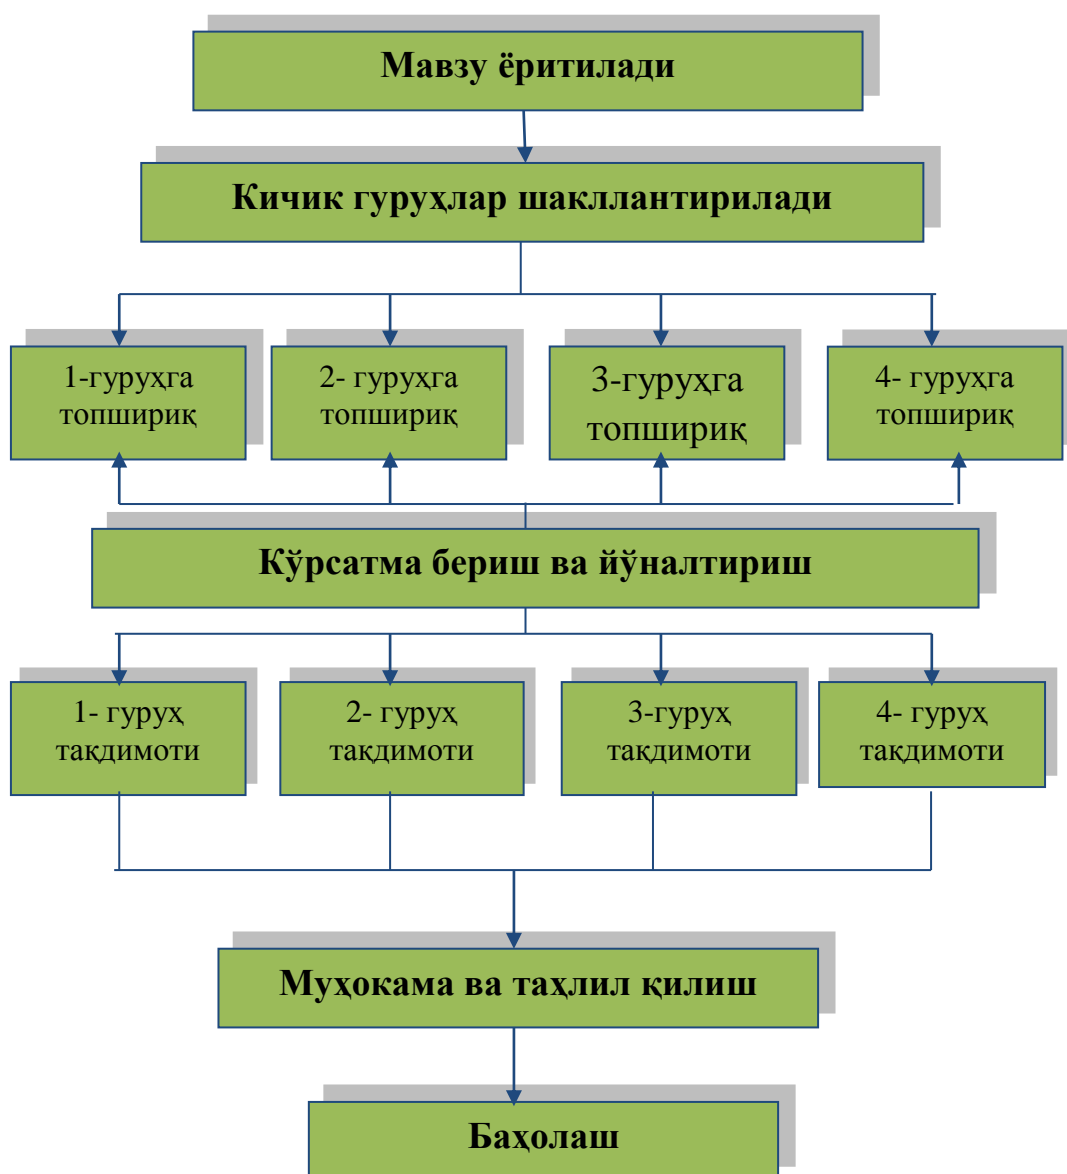 Мавзу ёритилади
Кичик гуруҳлар шакллантирилади
1-гуруҳга
топшириқ
2- гуруҳга
топшириқ
3-гуруҳга
топшириқ
4- гуруҳга
топшириқ
Кўрсатма бериш ва йўналтириш
1- гуруҳ
тақдимоти
2- гуруҳ
тақдимоти
3-гуруҳ
тақдимоти
4- гуруҳ
тақдимоти
Муҳокама ва таҳлил қилиш
Баҳолаш